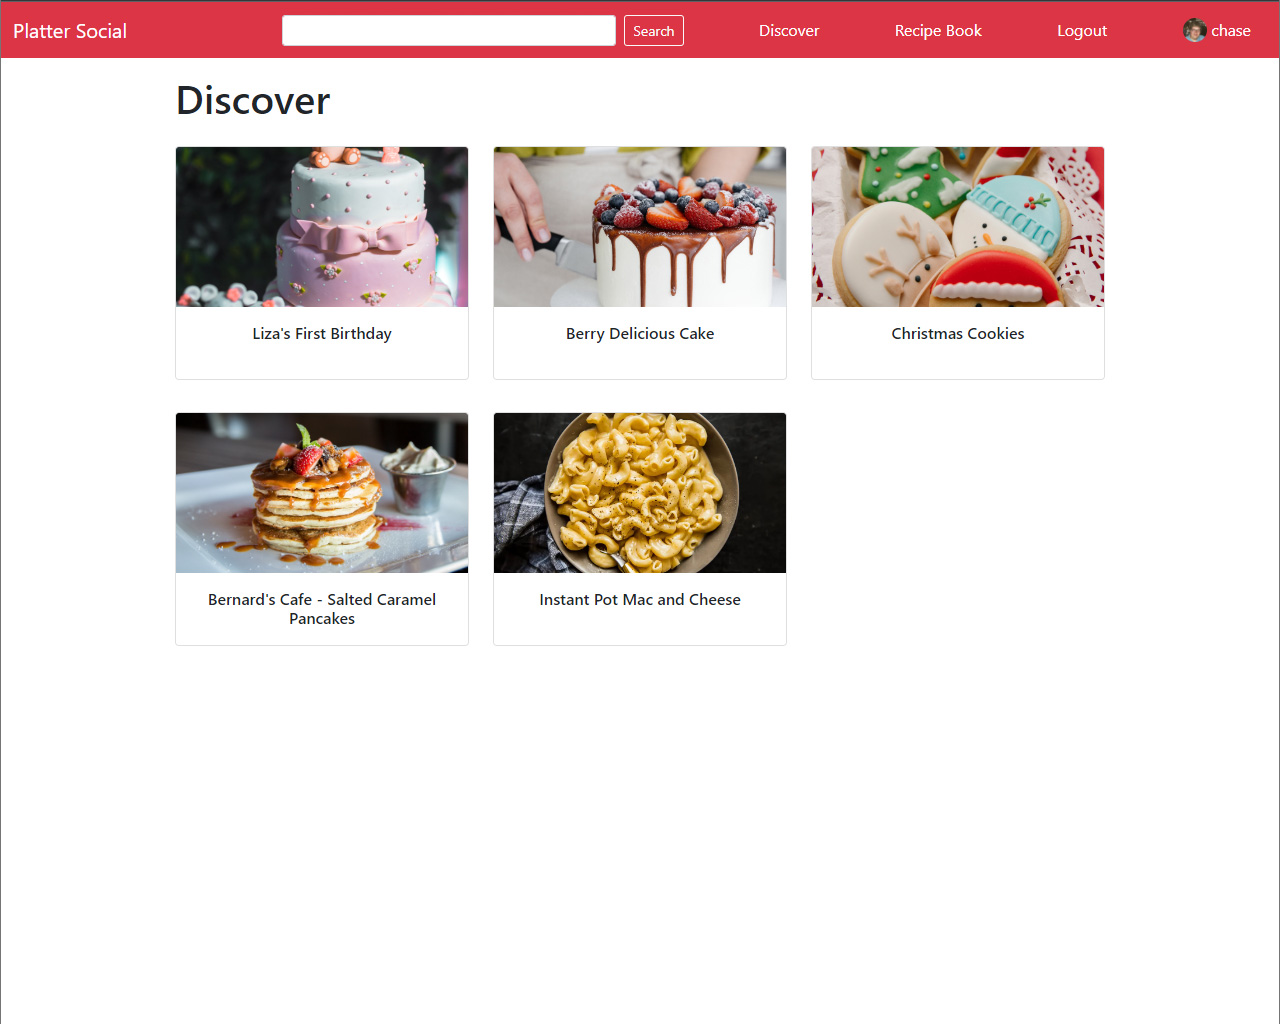 Platter Social
Search
Discover
Recipe Book
Logout
chase
Discover
Liza's First Birthday
Berry Delicious Cake
Christmas Cookies
Bernard's Cafe - Salted Caramel
Pancakes
Instant Pot Mac and Cheese